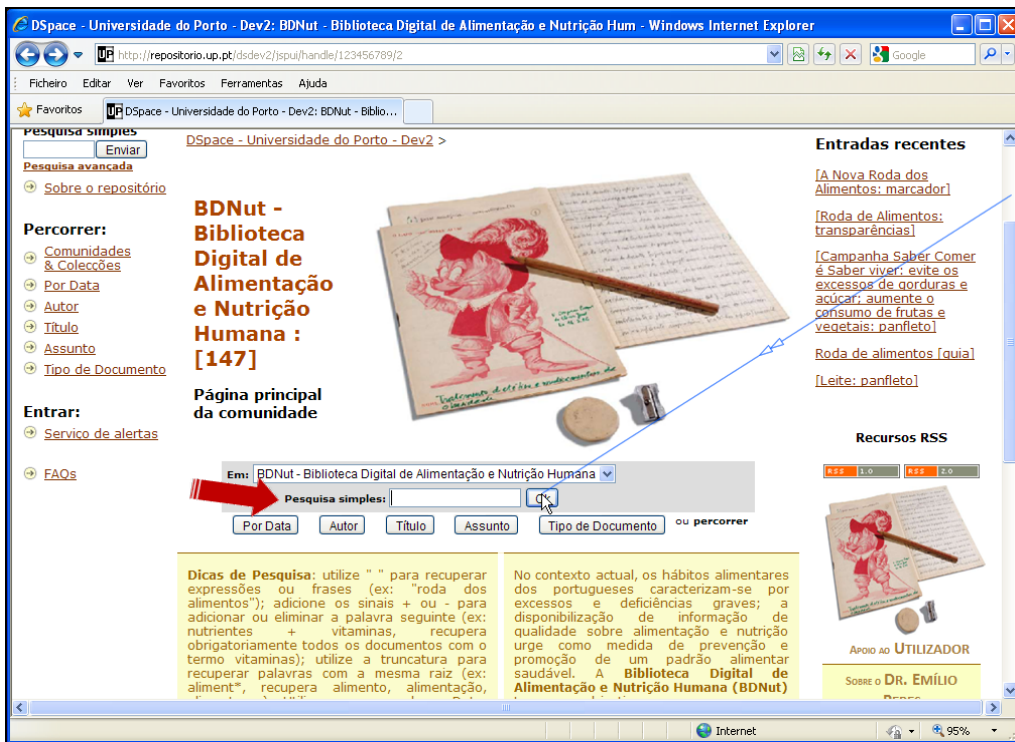 DSpace - Universidade do Porto - Dev2: BDNut - Biblioteca Digital de Alimentação e Nutrição Hum - Windows Internet Explorer
http://repositorio.up.pt/dsdev2/jspui/handle/123456789/2
Google
Ficheiro Editar Ver Favoritos Ferramentas Ajuda
Favoritos
UP DSpace - Universidade do Porto - Dev2: BDNut - Biblio...
Pesquisa simples
Enviar
Pesquisa avançada
Sobre o repositório
Percorrer:
Comunidades
& Colecções
Por Data
Autor
Título
Assunto
Tipo de Documento
Entrar:
Serviço de alertas
FAQs
DSpace - Universidade do Porto - Dev2 >
BDNut -
Biblioteca
Digital de
Alimentação
e Nutrição
Humana :
[147]
Página principal
da comunidade
Em: BDNut - Biblioteca Digital de Alimentação e Nutrição Humana
Pesquisa simples:
Por Data Autor Título Assunto Tipo de Documento ou percorrer
Dicas de Pesquisa: utilize " " para recuperar
expressões ou frases (ex: "roda dos
alimentos"); adicione os sinais + ou - para
adicionar ou eliminar a palavra seguinte (ex:
nutrientes + vitaminas, recupera
obrigatoriamente todos os documentos com o
termo vitaminas); utilize a truncatura para
recuperar palavras com a mesma raiz (ex:
aliment*, recupera alimento, alimentação,
No contexto actual, os hábitos alimentares
dos portugueses caracterizam-se por
excessos e deficiências graves; a
disponibilização de informação de
qualidade sobre alimentação e nutrição
urge como medida de prevenção e
promoção de um padrão alimentar
saudável. A Biblioteca Digital de
Alimentação e Nutrição Humana (BDNut)
Entradas recentes
[A Nova Roda dos
Alimentos: marcador]
[Roda de Alimentos:
transparências]
[Campanha Saber Comer
é Saber viver: evite os
excessos de gorduras e
açúcar; aumente o
consumo de frutas e
vegetais: panfleto]
Roda de alimentos [guia]
[Leite: panfleto]
Recursos RSS
RSS 1.0 RSS 2.0
APOIO AO UTILIZADOR
SOBRE O DR. EMÍLIO
PERES
Internet
95%